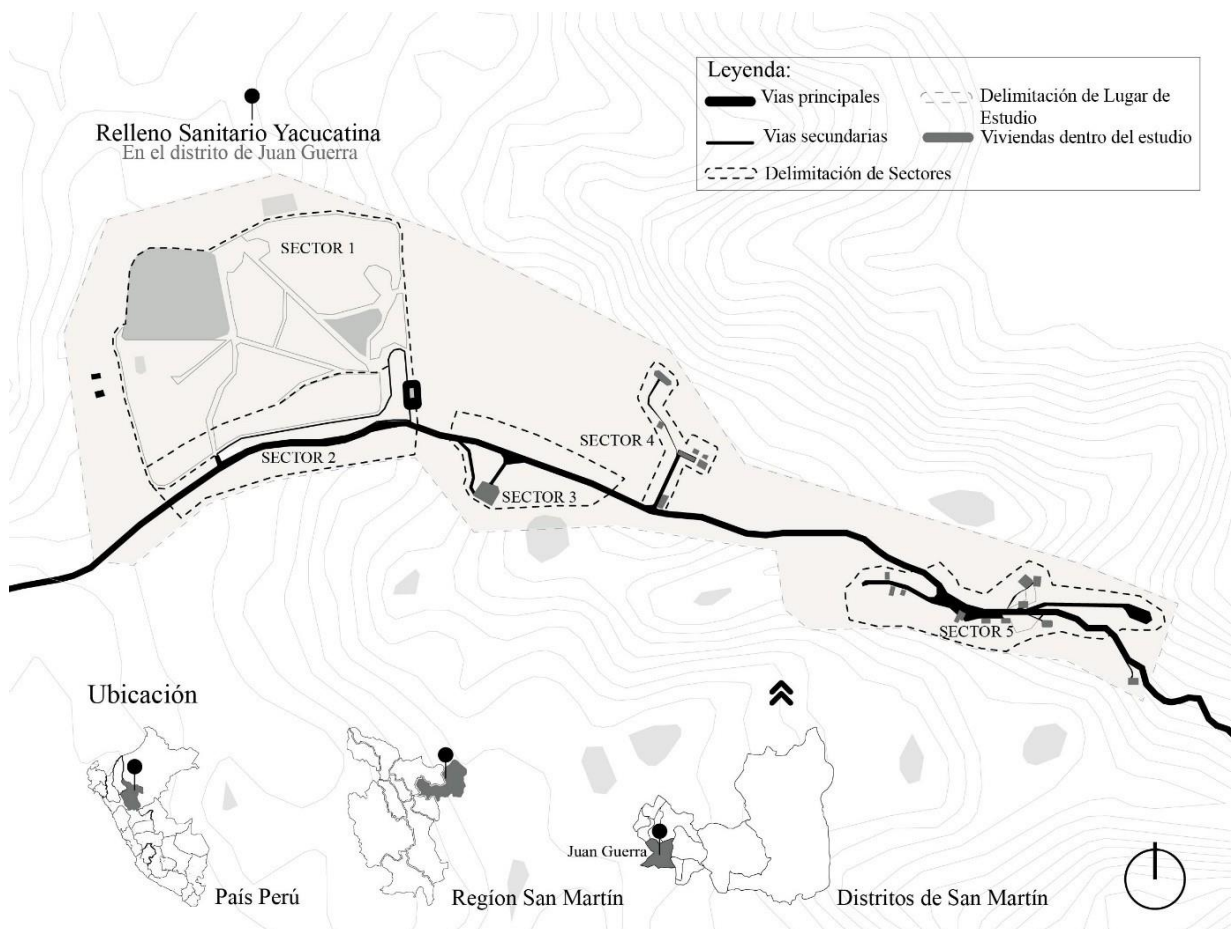 Relleno Sanitario Yacucatina
En el distrito de Juan Guerra
Leyenda:
Vias principales
Vias secundarias
Delimitación de Sectores
Delimitación de Lugar de
Estudio
Viviendas dentro del estudio
SECTOR 1
SECTOR 2
SECTOR 3
SECTOR 4
SECTOR 5
Ubicación
País Perú
Regíon San Martín
Juan Guerra
Distritos de San Martín